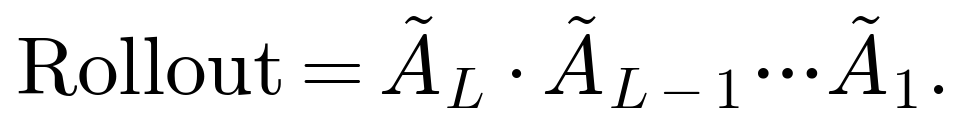 Rollout = Ã_L · Ã_{L−1} ⋯ Ã_1.